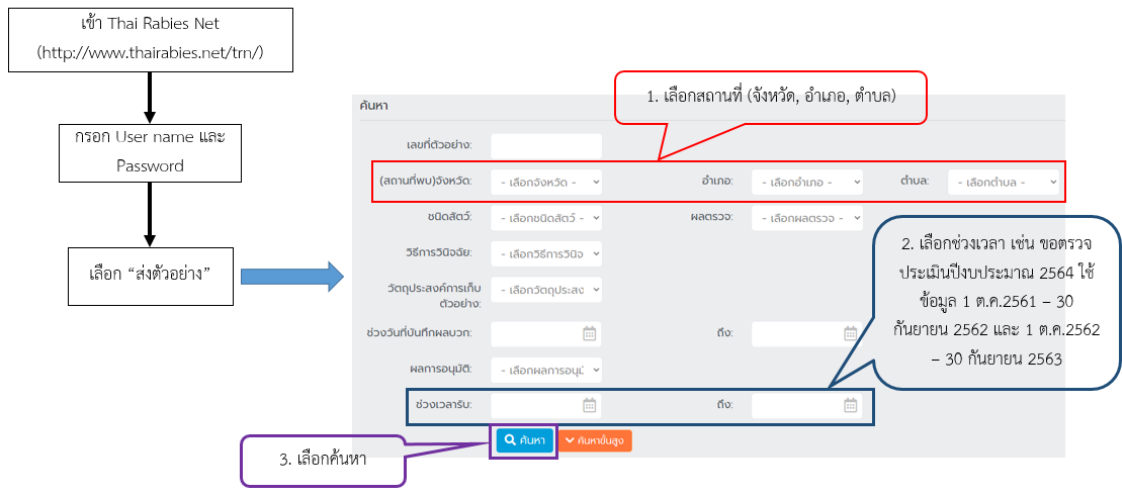 เข้า Thai Rabies Net
(http://www.thairabies.net/trn/)
กรอก User name และ
Password
เลือก “ส่งตัวอย่าง”
1. เลือกสถานที่ (จังหวัด, อำเภอ, ตำบล)
ค้นหา
เลขที่ตัวอย่าง:
(สถานที่พบ)จังหวัด: - เลือกจังหวัด - อำเภอ: - เลือกอำเภอ - ตำบล: - เลือกตำบล -
ชนิดสัตว์: - เลือกชนิดสัตว์ - ผลตรวจ: - เลือกผลตรวจ -
วิธีการวินิจฉัย: - เลือกวิธีการวินิจ
วัตถุประสงค์การเก็บ
ตัวอย่าง:
- เลือกวัตถุประสง
ช่วงวันที่บันทึกผลบวก: ถึง:
ผลการอนุมัติ: - เลือกผลการอนุมั
ช่วงเวลารับ: ถึง:
ค้นหา ค้นหาขั้นสูง
2. เลือกช่วงเวลา เช่น ขอตรวจ
ประเมินปีงบประมาณ 2564 ใช้
ข้อมูล 1 ต.ค.2561 – 30
กันยายน 2562 และ 1 ต.ค.2562
– 30 กันยายน 2563
3. เลือกค้นหา